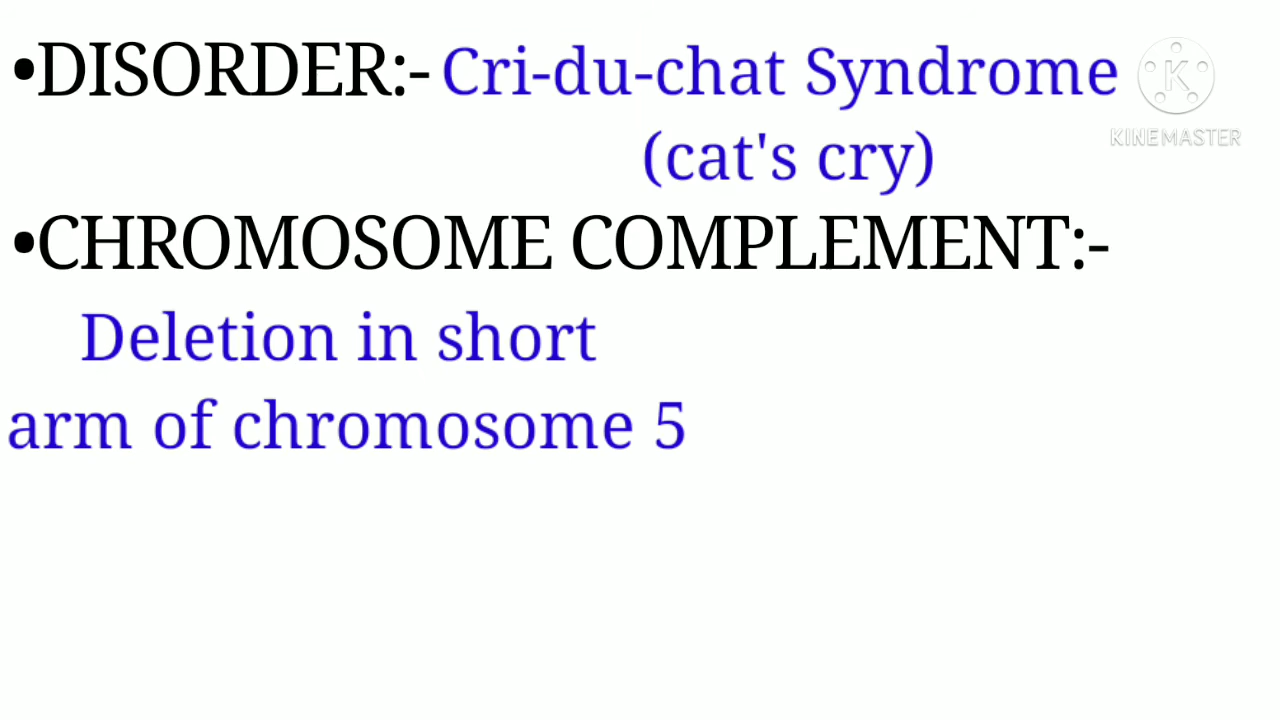 •DISORDER:- Cri-du-chat Syndrome
(cat's cry)
•CHROMOSOME COMPLEMENT:-
Deletion in short
arm of chromosome 5
K
KINEMASTER